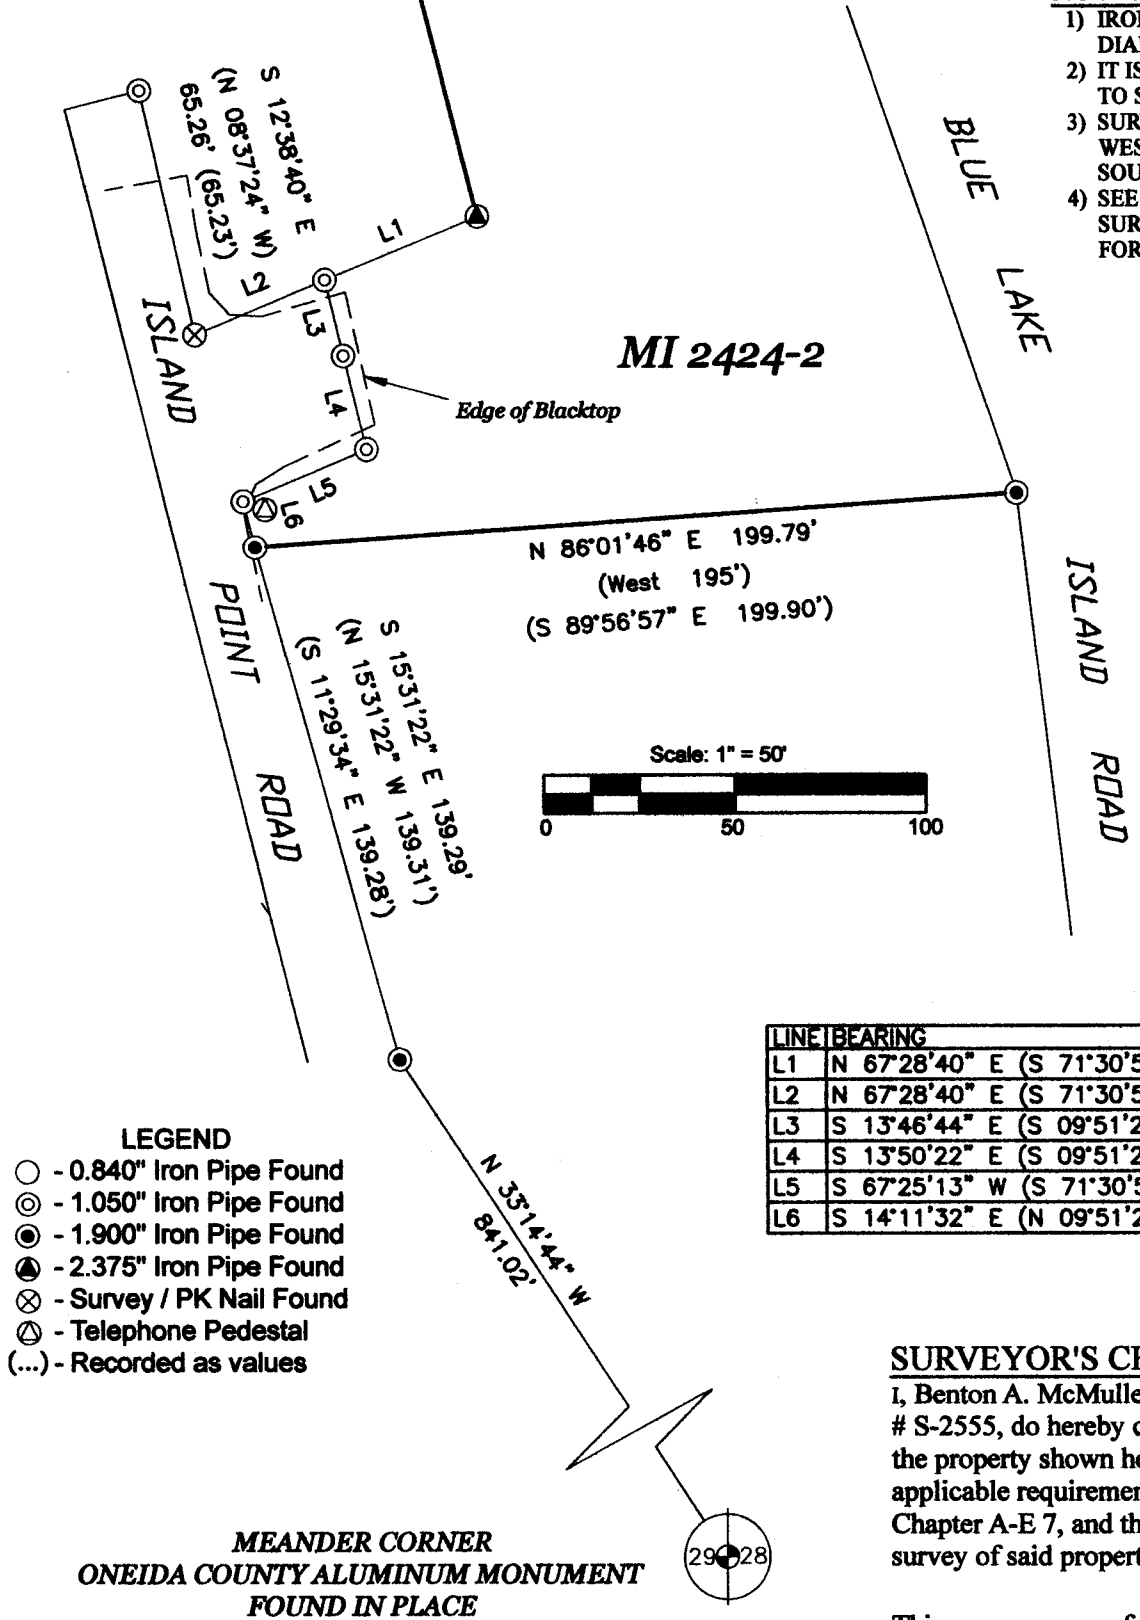 1) IRON
DIA
2) IT IS
TO S
3) SUR
WES
SOU
4) SEE
SUR
FOR
S 12°38'40" E
(N 08°37'24" W)
65.26' (65.23')
L1
L2
L3
L4
L5
L6
BLUE LAKE
ISLAND ROAD
ISLAND POINT ROAD
MI 2424-2
Edge of Blacktop
N 86°01'46" E 199.79'
(West 195')
(S 89°56'57" E 199.90')
S 15°31'22" E 139.29'
(N 15°31'22" W 139.31')
(S 11°29'34" E 139.28')
Scale: 1" = 50'
0 50 100
LINE BEARING
L1 N 67°28'40" E (S 71°30'5
L2 N 67°28'40" E (S 71°30'5
L3 S 13°46'44" E (S 09°51'2
L4 S 13°50'22" E (S 09°51'2
L5 S 67°25'13" W (S 71°30'5
L6 S 14°11'32" E (N 09°51'2
LEGEND
- 0.840" Iron Pipe Found
- 1.050" Iron Pipe Found
- 1.900" Iron Pipe Found
- 2.375" Iron Pipe Found
- Survey / PK Nail Found
- Telephone Pedestal
(...) - Recorded as values
N 33°14'44" W
841.02'
SURVEYOR'S CE
I, Benton A. McMulle
# S-2555, do hereby c
the property shown he
applicable requiremen
Chapter A-E 7, and th
survey of said propert
29 28
MEANDER CORNER
ONEIDA COUNTY ALUMINUM MONUMENT
FOUND IN PLACE